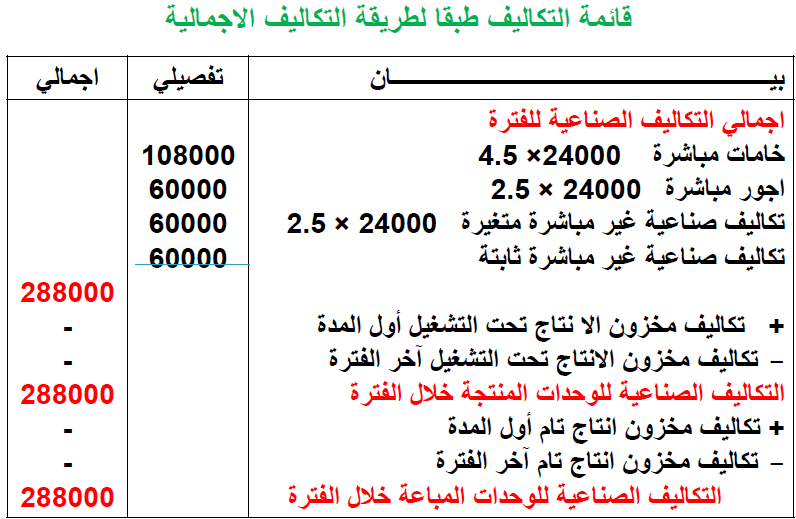 قائمة التكاليف طبقا لطريقة التكاليف الاجمالية
بيـــــــــــــــــــــــــــــــــــــان تفصيلي اجمالي
اجمالي التكاليف الصناعية للفترة
خامات مباشرة 24000× 4.5 108000
اجور مباشرة 24000 × 2.5 60000
تكاليف صناعية غير مباشرة متغيرة 24000 × 2.5 60000
تكاليف صناعية غير مباشرة ثابتة 60000
288000
+ تكاليف مخزون الا نتاج تحت التشغيل أول المدة -
– تكاليف مخزون الانتاج تحت التشغيل آخر الفترة -
التكاليف الصناعية للوحدات المنتجة خلال الفترة 288000
+ تكاليف مخزون انتاج تام أول المدة -
– تكاليف مخزون انتاج تام آخر الفترة -
التكاليف الصناعية للوحدات المباعة خلال الفترة 288000